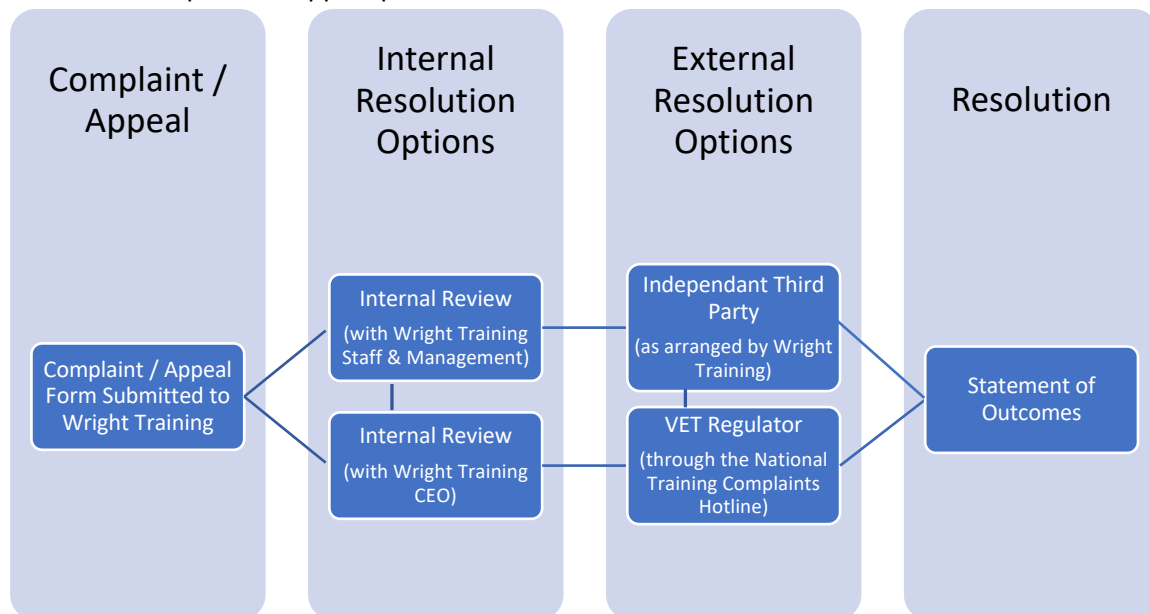 Complaint /
Appeal
Internal
Resolution
Options
External
Resolution
Options
Resolution
Complaint / Appeal
Form Submitted to
Wright Training
Internal Review
(with Wright Training
Staff & Management)
Internal Review
(with Wright Training
CEO)
Independant Third
Party
(as arranged by Wright
Training)
VET Regulator
(through the National
Training Complaints
Hotline)
Statement of
Outcomes